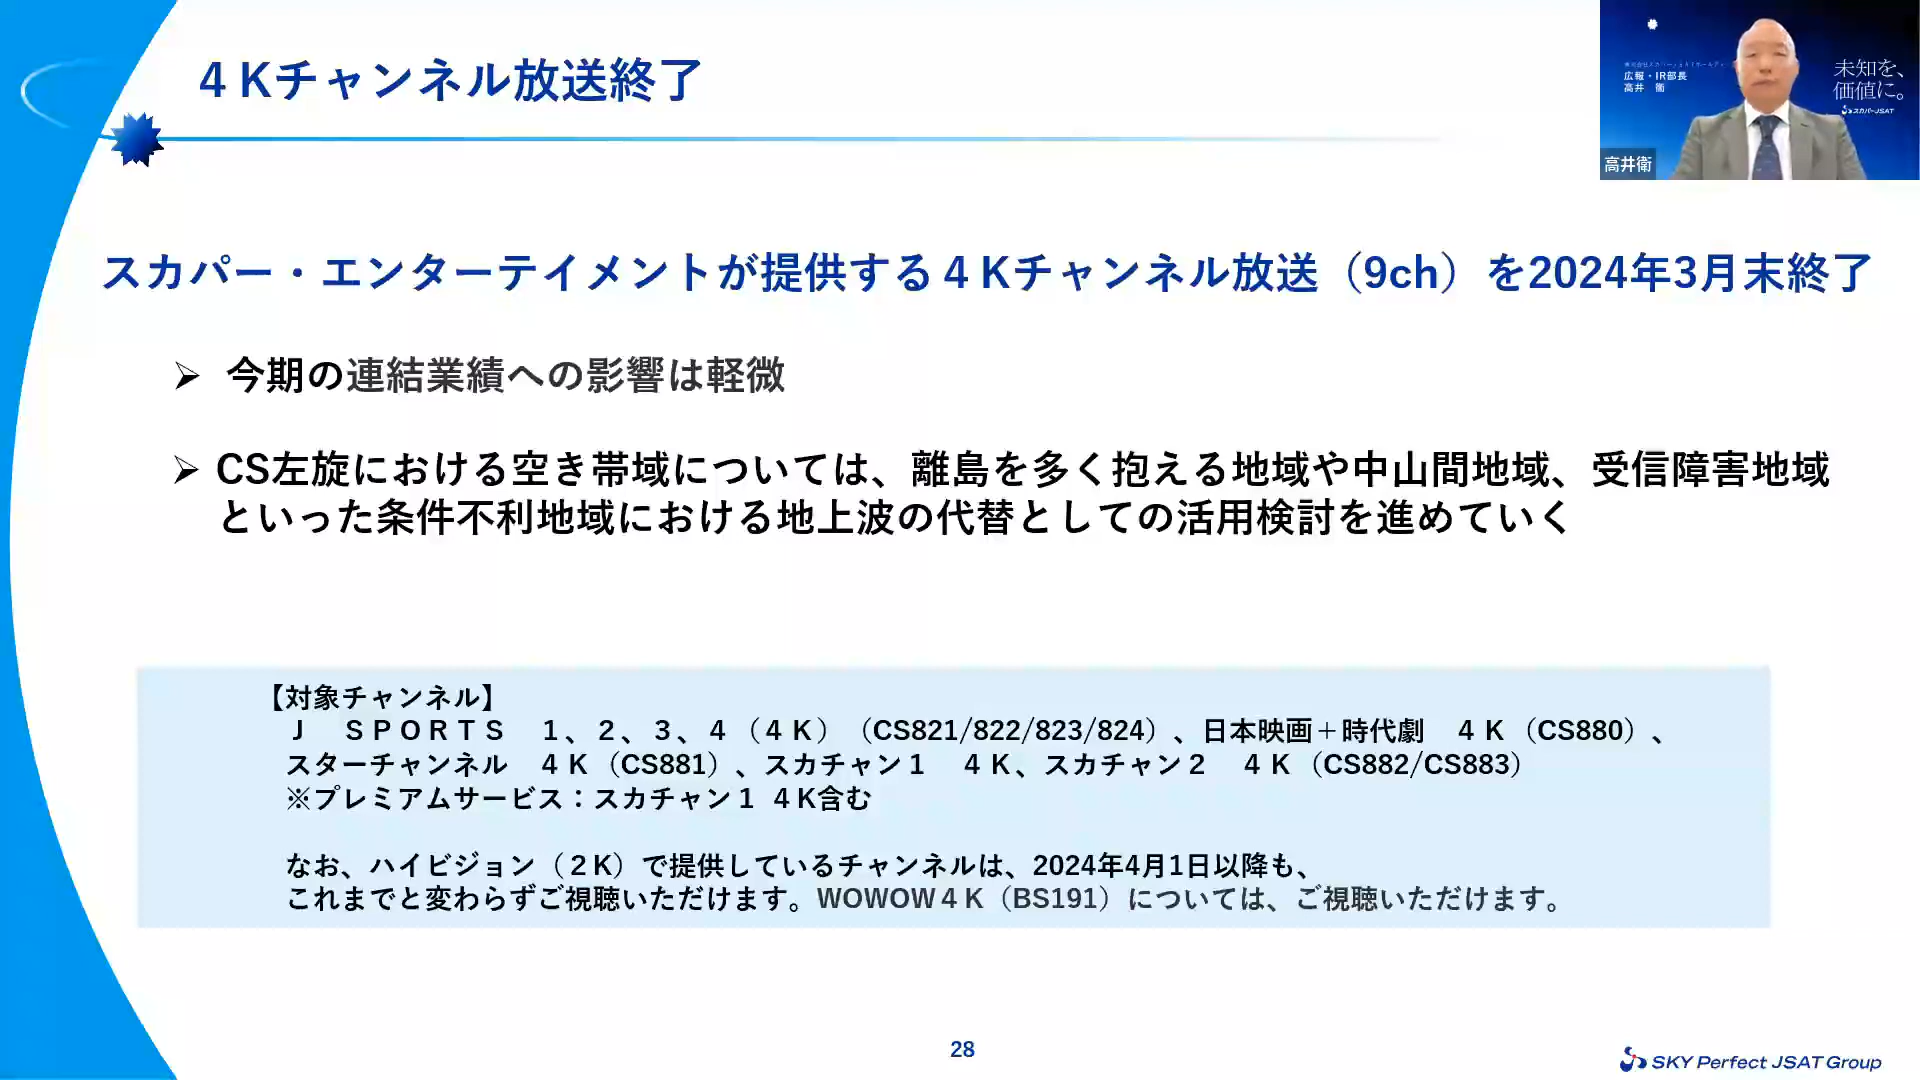 ４Kチャンネル放送終了
広報・IR部長
高井　衛
未知を、
価値に。
スカパーJSAT
高井衛
スカパー・エンターテイメントが提供する４Kチャンネル放送（9ch）を2024年3月末終了
➢ 今期の連結業績への影響は軽微
➢ CS左旋における空き帯域については、離島を多く抱える地域や中山間地域、受信障害地域
といった条件不利地域における地上波の代替としての活用検討を進めていく
【対象チャンネル】
Ｊ　ＳＰＯＲＴＳ　１、２、３、４（４Ｋ）（CS821/822/823/824）、日本映画＋時代劇　４Ｋ（CS880）、
スターチャンネル　４Ｋ（CS881）、スカチャン１　４Ｋ、スカチャン２　４Ｋ（CS882/CS883）
※プレミアムサービス：スカチャン１ ４K含む
なお、ハイビジョン（２Ｋ）で提供しているチャンネルは、2024年4月1日以降も、
これまでと変わらずご視聴いただけます。WOWOW４Ｋ（BS191）については、ご視聴いただけます。
28
SKY Perfect JSAT Group